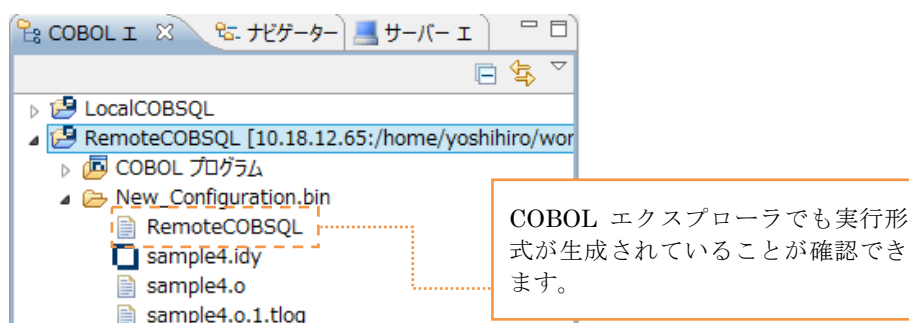 COBOL エ ナビゲーター サーバー エ
LocalCOBSQL
RemoteCOBSQL [10.18.12.65:/home/yoshihiro/wor
COBOL プログラム
New_Configuration.bin
RemoteCOBSQL
sample4.idy
sample4.o
sample4.o.1.tlog
COBOL エクスプローラでも実行形
式が生成されていることが確認でき
ます。